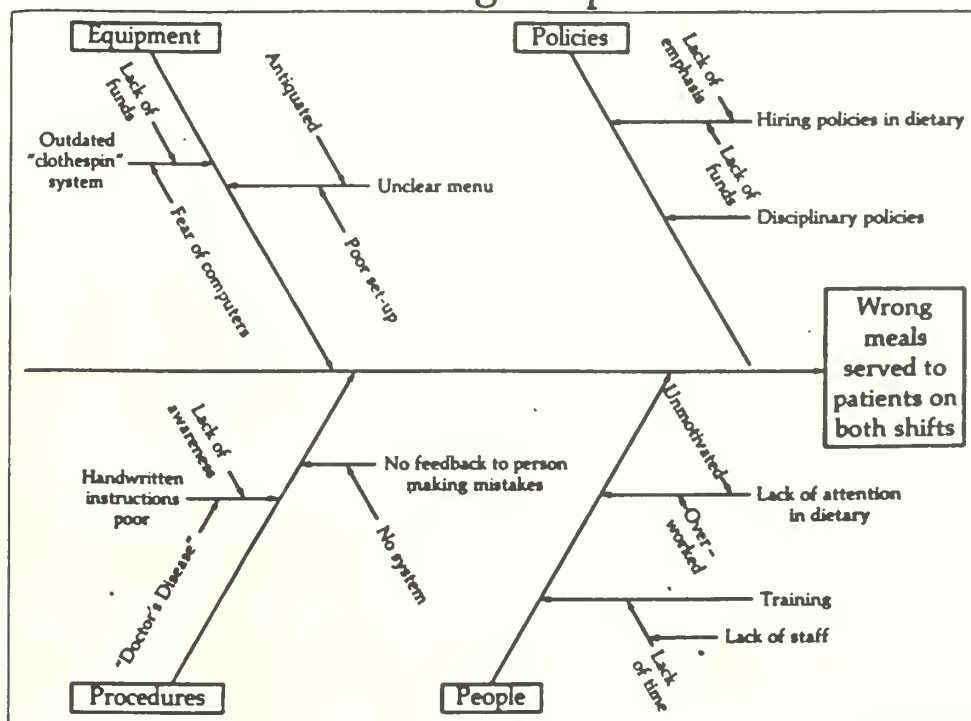 Equipment
Policies
Lack of
funds
Antiquated
Outdated
"clothespin"
system
Unclear menu
Fear of computers
Poor set-up
Lack of
emphasis
Hiring policies in dietary
Lack of
funds
Disciplinary policies
Wrong
meals
served to
patients on
both shifts
Lack of
awareness
Handwritten
instructions
poor
"Doctor's Disease"
No feedback to person
making mistakes
No system
Unmotivated
Lack of attention
in dietary
Over-
worked
Training
Lack of staff
Lack
of time
Procedures
People